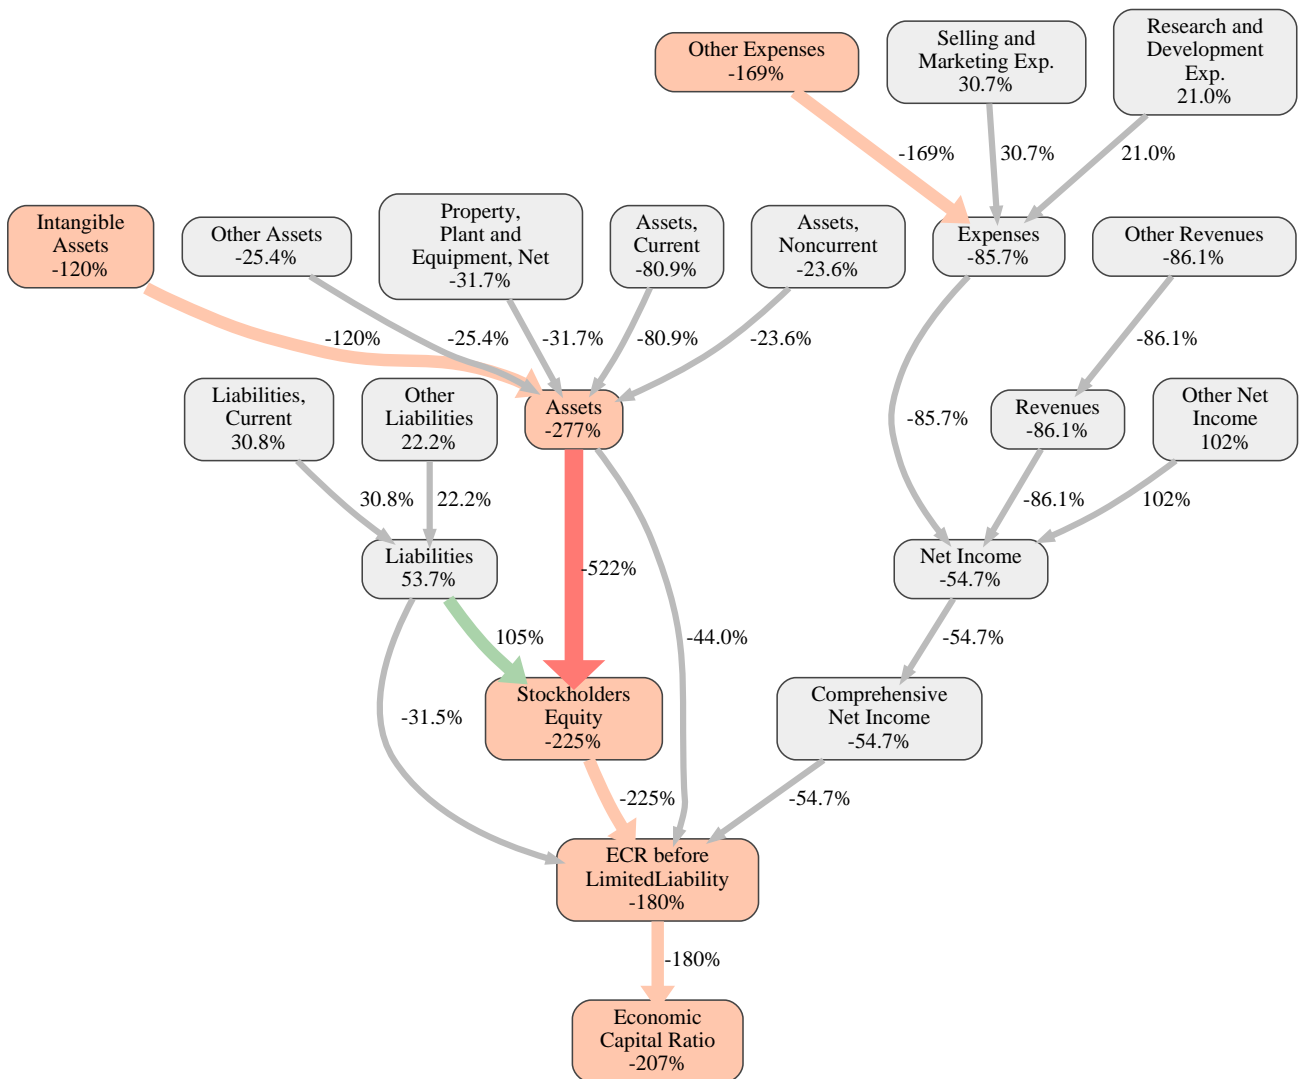 Other Expenses
-169%
Selling and
Marketing Exp.
30.7%
Research and
Development
Exp.
21.0%
-169%
30.7%
21.0%
Intangible
Assets
-120%
Other Assets
-25.4%
Property,
Plant and
Equipment, Net
-31.7%
Assets,
Current
-80.9%
Assets,
Noncurrent
-23.6%
Expenses
-85.7%
Other Revenues
-86.1%
-120%
-25.4%
-31.7%
-80.9%
-23.6%
-86.1%
Liabilities,
Current
30.8%
Other
Liabilities
22.2%
Assets
-277%
-85.7%
Revenues
-86.1%
Other Net
Income
102%
30.8%
22.2%
-86.1%
102%
Liabilities
53.7%
-522%
Net Income
-54.7%
105%
-44.0%
-54.7%
-31.5%
Stockholders
Equity
-225%
Comprehensive
Net Income
-54.7%
-225%
-54.7%
ECR before
LimitedLiability
-180%
-180%
Economic
Capital Ratio
-207%